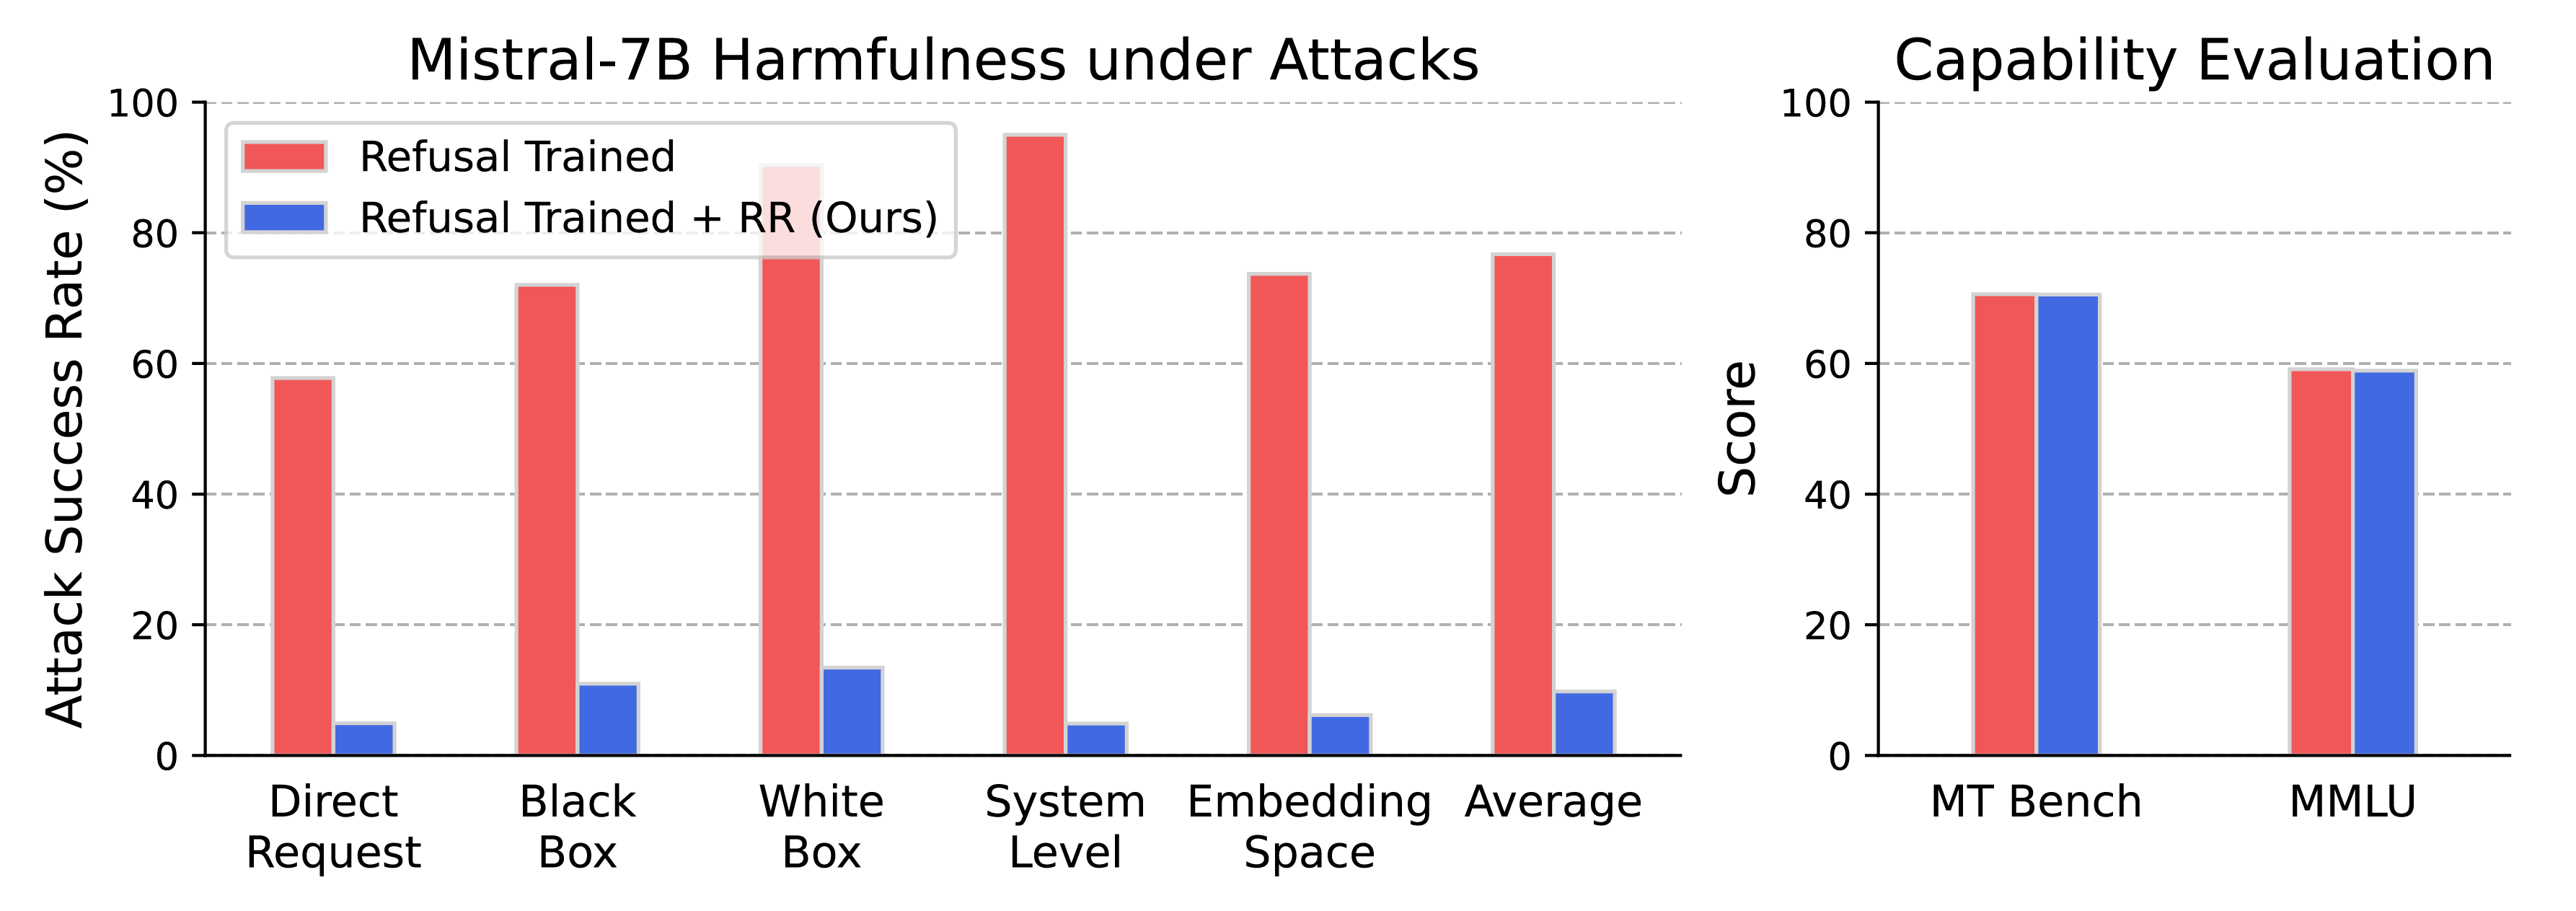 Mistral-7B Harmfulness under Attacks
Attack Success Rate (%)
100
80
60
40
20
0
Refusal Trained
Refusal Trained + RR (Ours)
Direct
Request
Black
Box
White
Box
System
Level
Embedding
Space
Average
Capability Evaluation
Score
100
80
60
40
20
0
MT Bench
MMLU